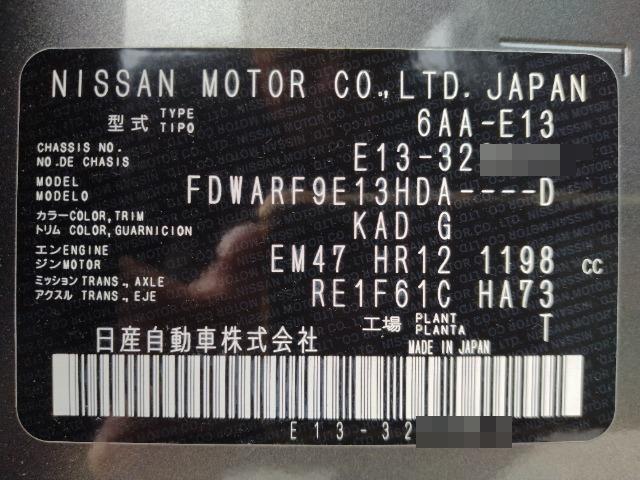 NISSAN MOTOR CO.,LTD. JAPAN
型式 TYPE TIPO 6AA-E13
CHASSIS NO. NO.DE CHASIS E13-32
MODEL MODELO FDWARF9E13HDA----D
カラー COLOR,TRIM トリム COLOR,GUARNICION KAD G
エンジン ENGINE MOTOR EM47 HR12 1198 cc
ミッション TRANS., AXLE アクスル TRANS., EJE RE1F61C HA73
工場 PLANT PLANTA T
日産自動車株式会社 MADE IN JAPAN
E13-32